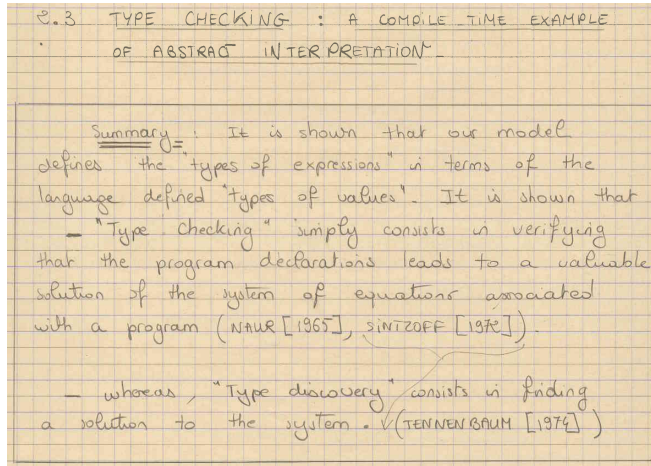 2.3 TYPE CHECKING : A COMPILE TIME EXAMPLE
OF ABSTRACT INTERPRETATION
Summary : It is shown that our model
defines the "types of expressions" in terms of the
language defined "types of values". It is shown that
- "Type checking" simply consists in verifying
that the program declarations leads to a valuable
solution of the system of equations associated
with a program (NAUR [1965], SINTZOFF [1972]).
- whereas, "Type discovery" consists in finding
a solution to the system. (TENNENBAUM [1974])